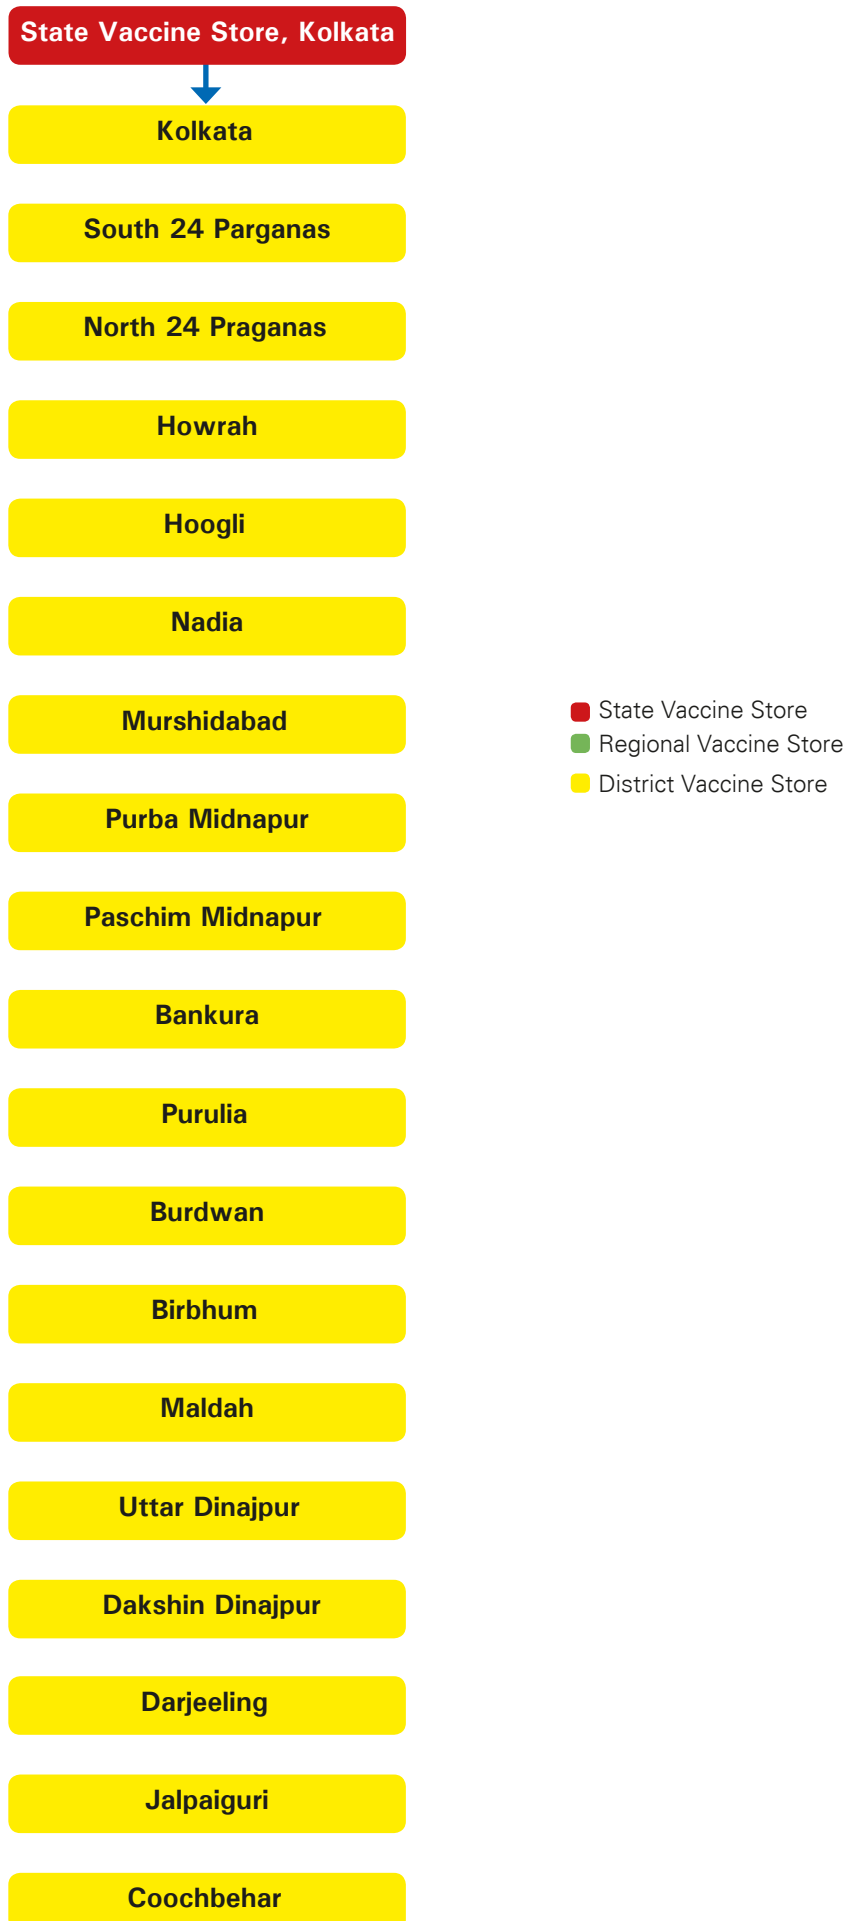 State Vaccine Store, Kolkata
Kolkata
South 24 Parganas
North 24 Praganas
Howrah
Hoogli
Nadia
Murshidabad
Purba Midnapur
Paschim Midnapur
Bankura
Purulia
Burdwan
Birbhum
Maldah
Uttar Dinajpur
Dakshin Dinajpur
Darjeeling
Jalpaiguri
Coochbehar
State Vaccine Store
Regional Vaccine Store
District Vaccine Store